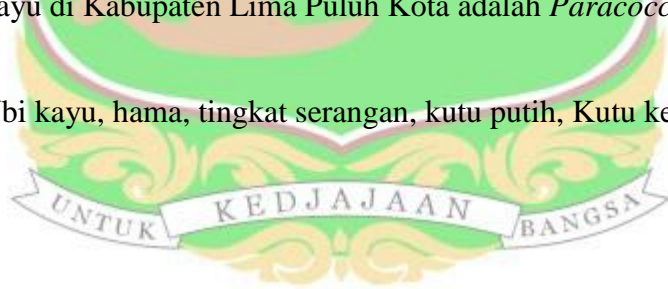 ayu di Kabupaten Lima Puluh Kota adalah Paracocc
bi kayu, hama, tingkat serangan, kutu putih, Kutu ke
UNTUK KEDJAJAAN BANGSA